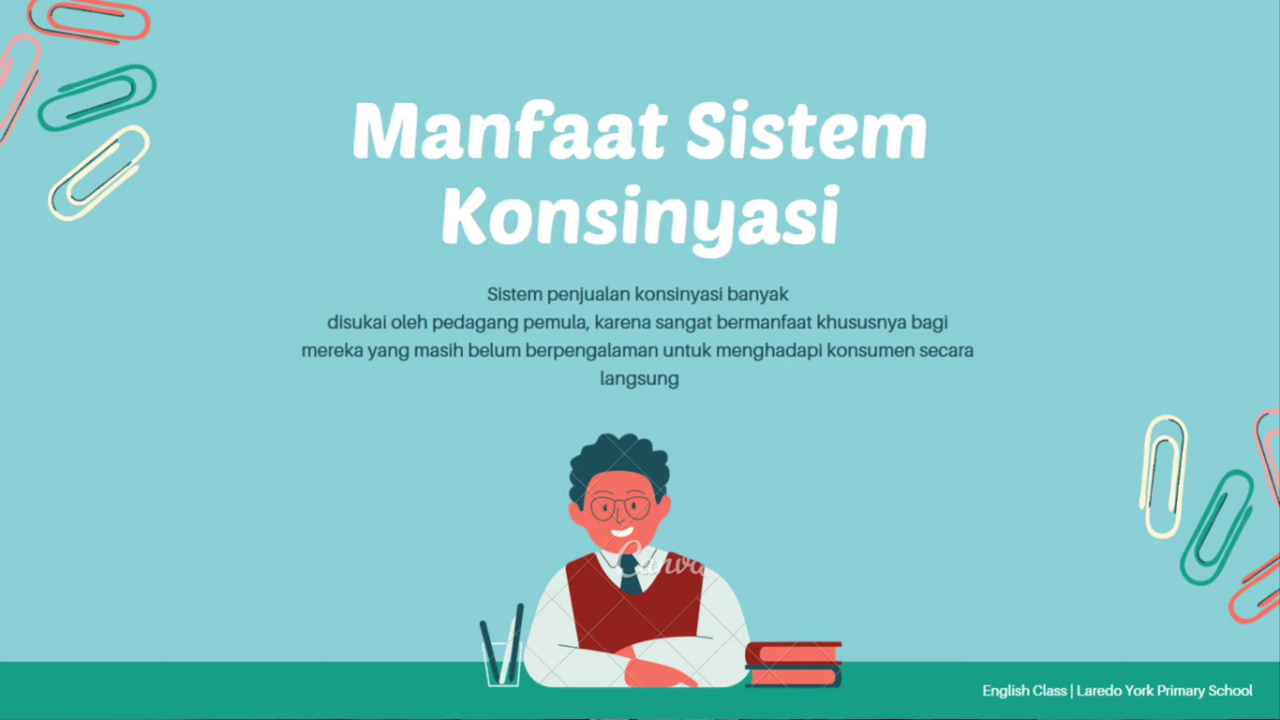 Manfaat Sistem
Konsinyasi
Sistem penjualan konsinyasi banyak
disukai oleh pedagang pemula, karena sangat bermanfaat khususnya bagi
mereka yang masih belum berpengalaman untuk menghadapi konsumen secara
langsung
Canva
English Class | Laredo York Primary School